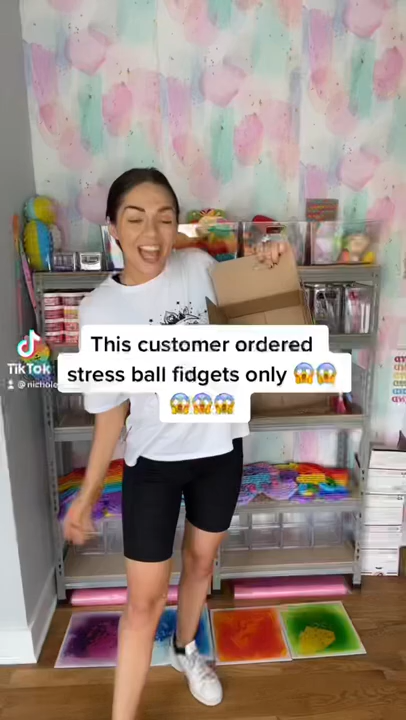 This customer ordered
stress ball fidgets only 😱😱
😱😱😱
TikTok